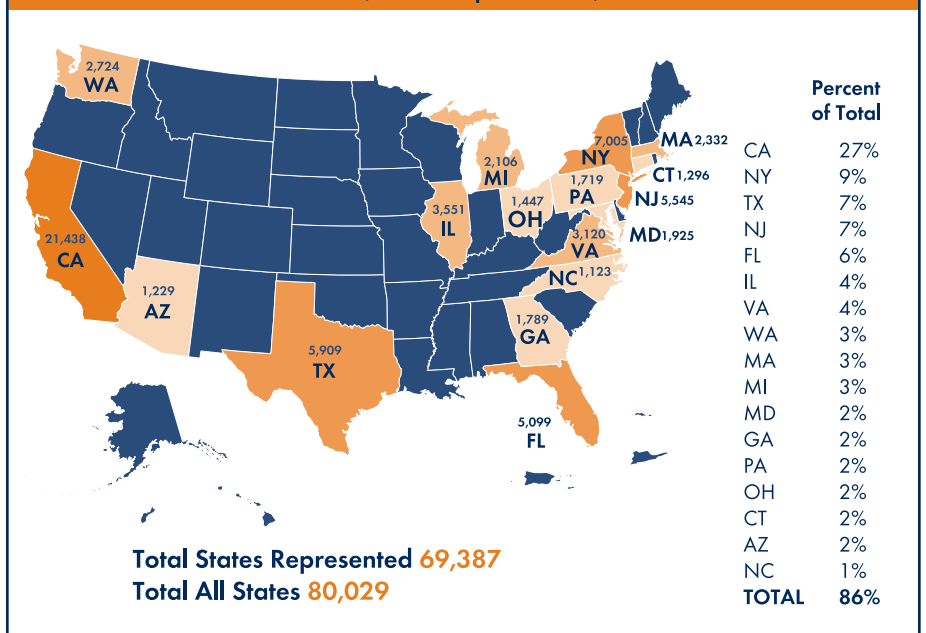 2,724
WA
21,438
CA
1,229
AZ
5,909
TX
3,551
IL
2,106
MI
1,447
OH
1,719
PA
7,005
NY
MA 2,332
CT 1,296
NJ 5,545
MD 1,925
3,120
VA
NC 1,123
1,789
GA
5,099
FL
Total States Represented 69,387
Total All States 80,029
Percent
of Total
CA 27%
NY 9%
TX 7%
NJ 7%
FL 6%
IL 4%
VA 4%
WA 3%
MA 3%
MI 3%
MD 2%
GA 2%
PA 2%
OH 2%
CT 2%
AZ 2%
NC 1%
TOTAL 86%